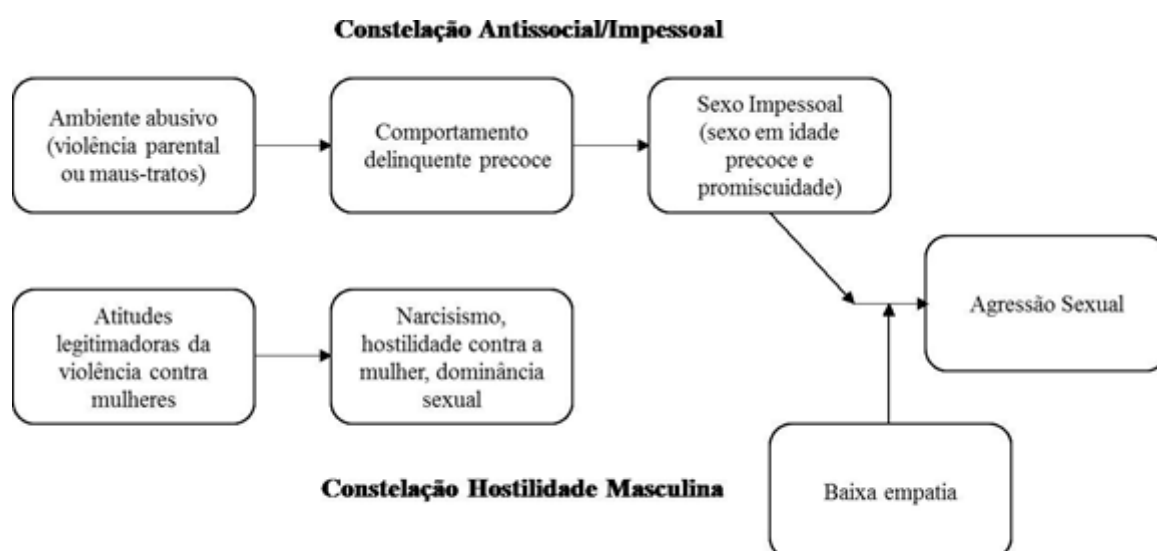 Constelação Antissocial/Impessoal
Ambiente abusivo
(violência parental
ou maus-tratos)
Comportamento
delinquente precoce
Sexo Impessoal
(sexo em idade
precoce e
promiscuidade)
Atitudes
legitimadoras da
violência contra
mulheres
Narcisismo,
hostilidade contra a
mulher, dominância
sexual
Agressão Sexual
Baixa empatia
Constelação Hostilidade Masculina